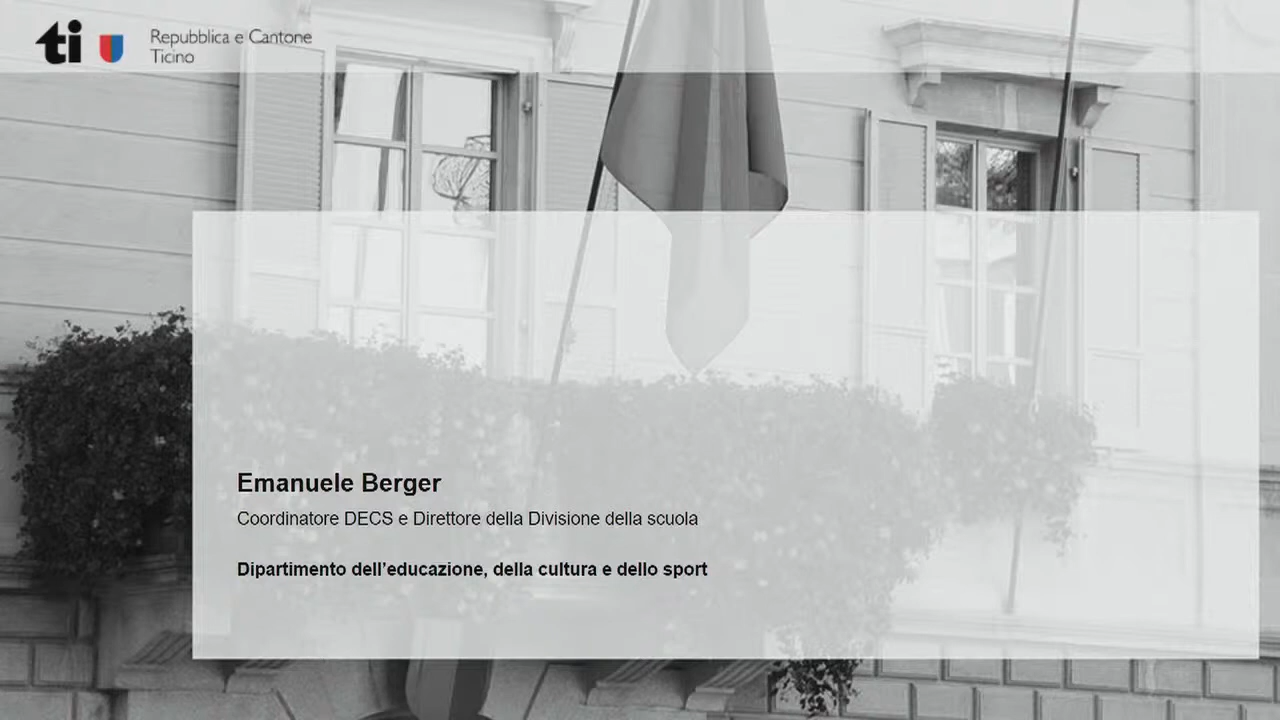 ti
Repubblica e Cantone
Ticino
Emanuele Berger
Coordinatore DECS e Direttore della Divisione della scuola
Dipartimento dell'educazione, della cultura e dello sport